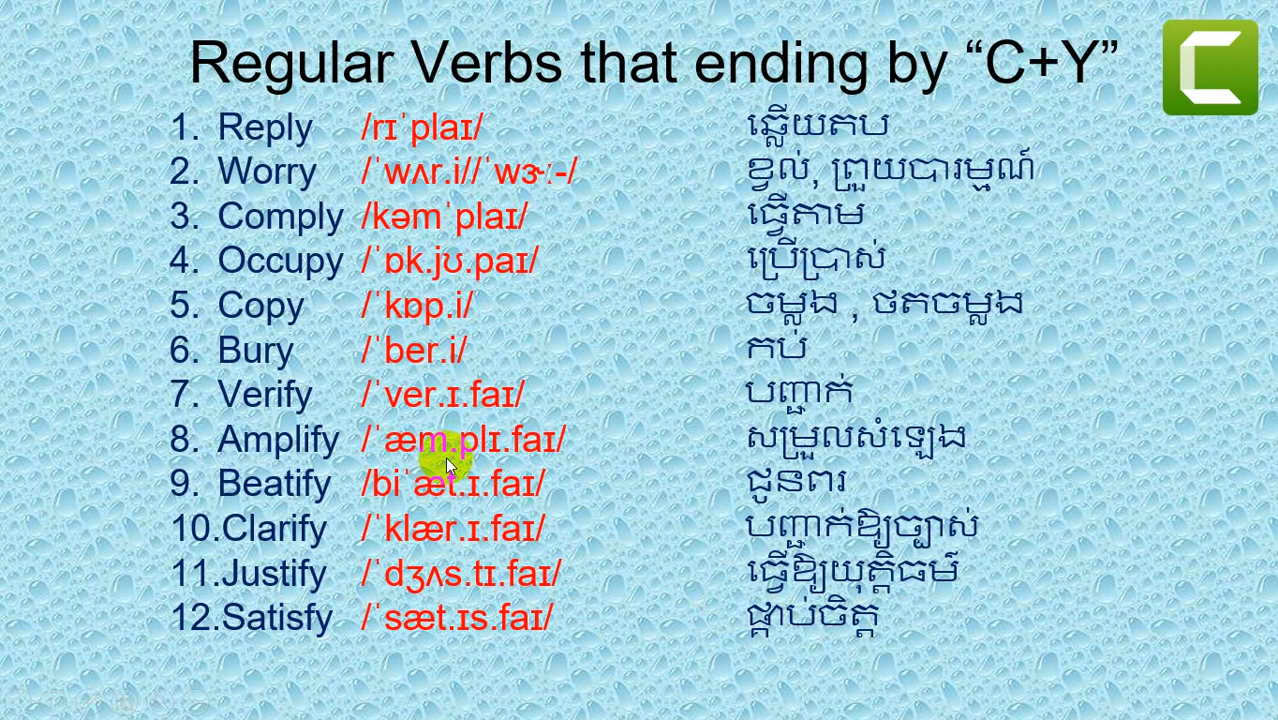 Regular Verbs that ending by “C+Y”
1. Reply /rɪˈplaɪ/ ឆ្លើយតប
2. Worry /ˈwʌr.i//ˈwɝː-/ ខ្វល់, ព្រួយបារម្មណ៍
3. Comply /kəmˈplaɪ/ ធ្វើតាម
4. Occupy /ˈɒk.jʊ.paɪ/ ប្រើប្រាស់
5. Copy /ˈkɒp.i/ ចម្លង , ថតចម្លង
6. Bury /ˈber.i/ កប់
7. Verify /ˈver.ɪ.faɪ/ បញ្ជាក់
8. Amplify /ˈæm.plɪ.faɪ/ សម្រួលសំឡេង
9. Beatify /biˈæt.ɪ.faɪ/ ជូនពរ
10.Clarify /ˈklær.ɪ.faɪ/ បញ្ជាក់ឱ្យច្បាស់
11.Justify /ˈdʒʌs.tɪ.faɪ/ ធ្វើឱ្យយុត្តិធម៌
12.Satisfy /ˈsæt.ɪs.faɪ/ ផ្គាប់ចិត្ត